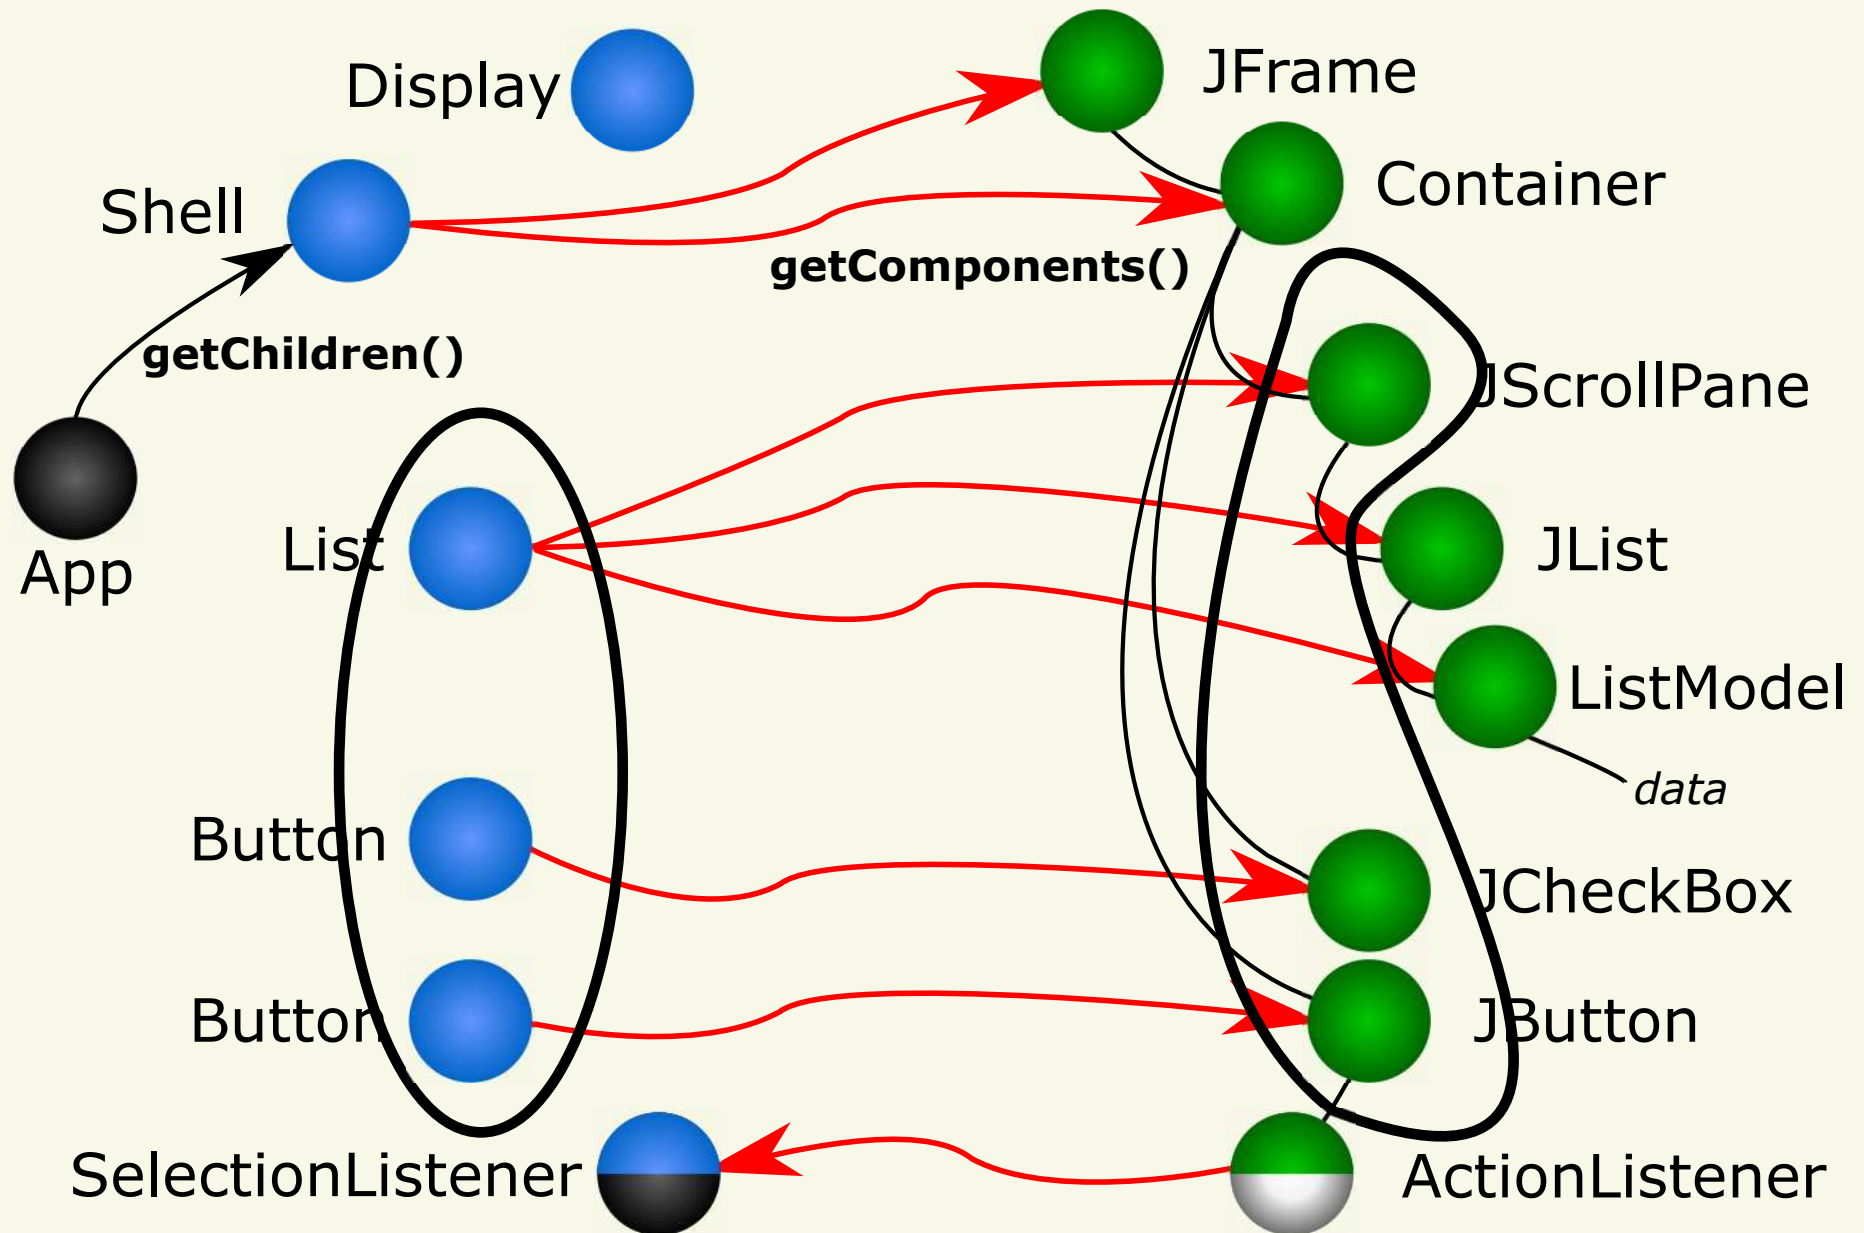 Display
JFrame
Shell
Container
getComponents()
getChildren()
JScrollPane
App
List
JList
ListModel
data
Button
JCheckBox
Button
JButton
SelectionListener
ActionListener